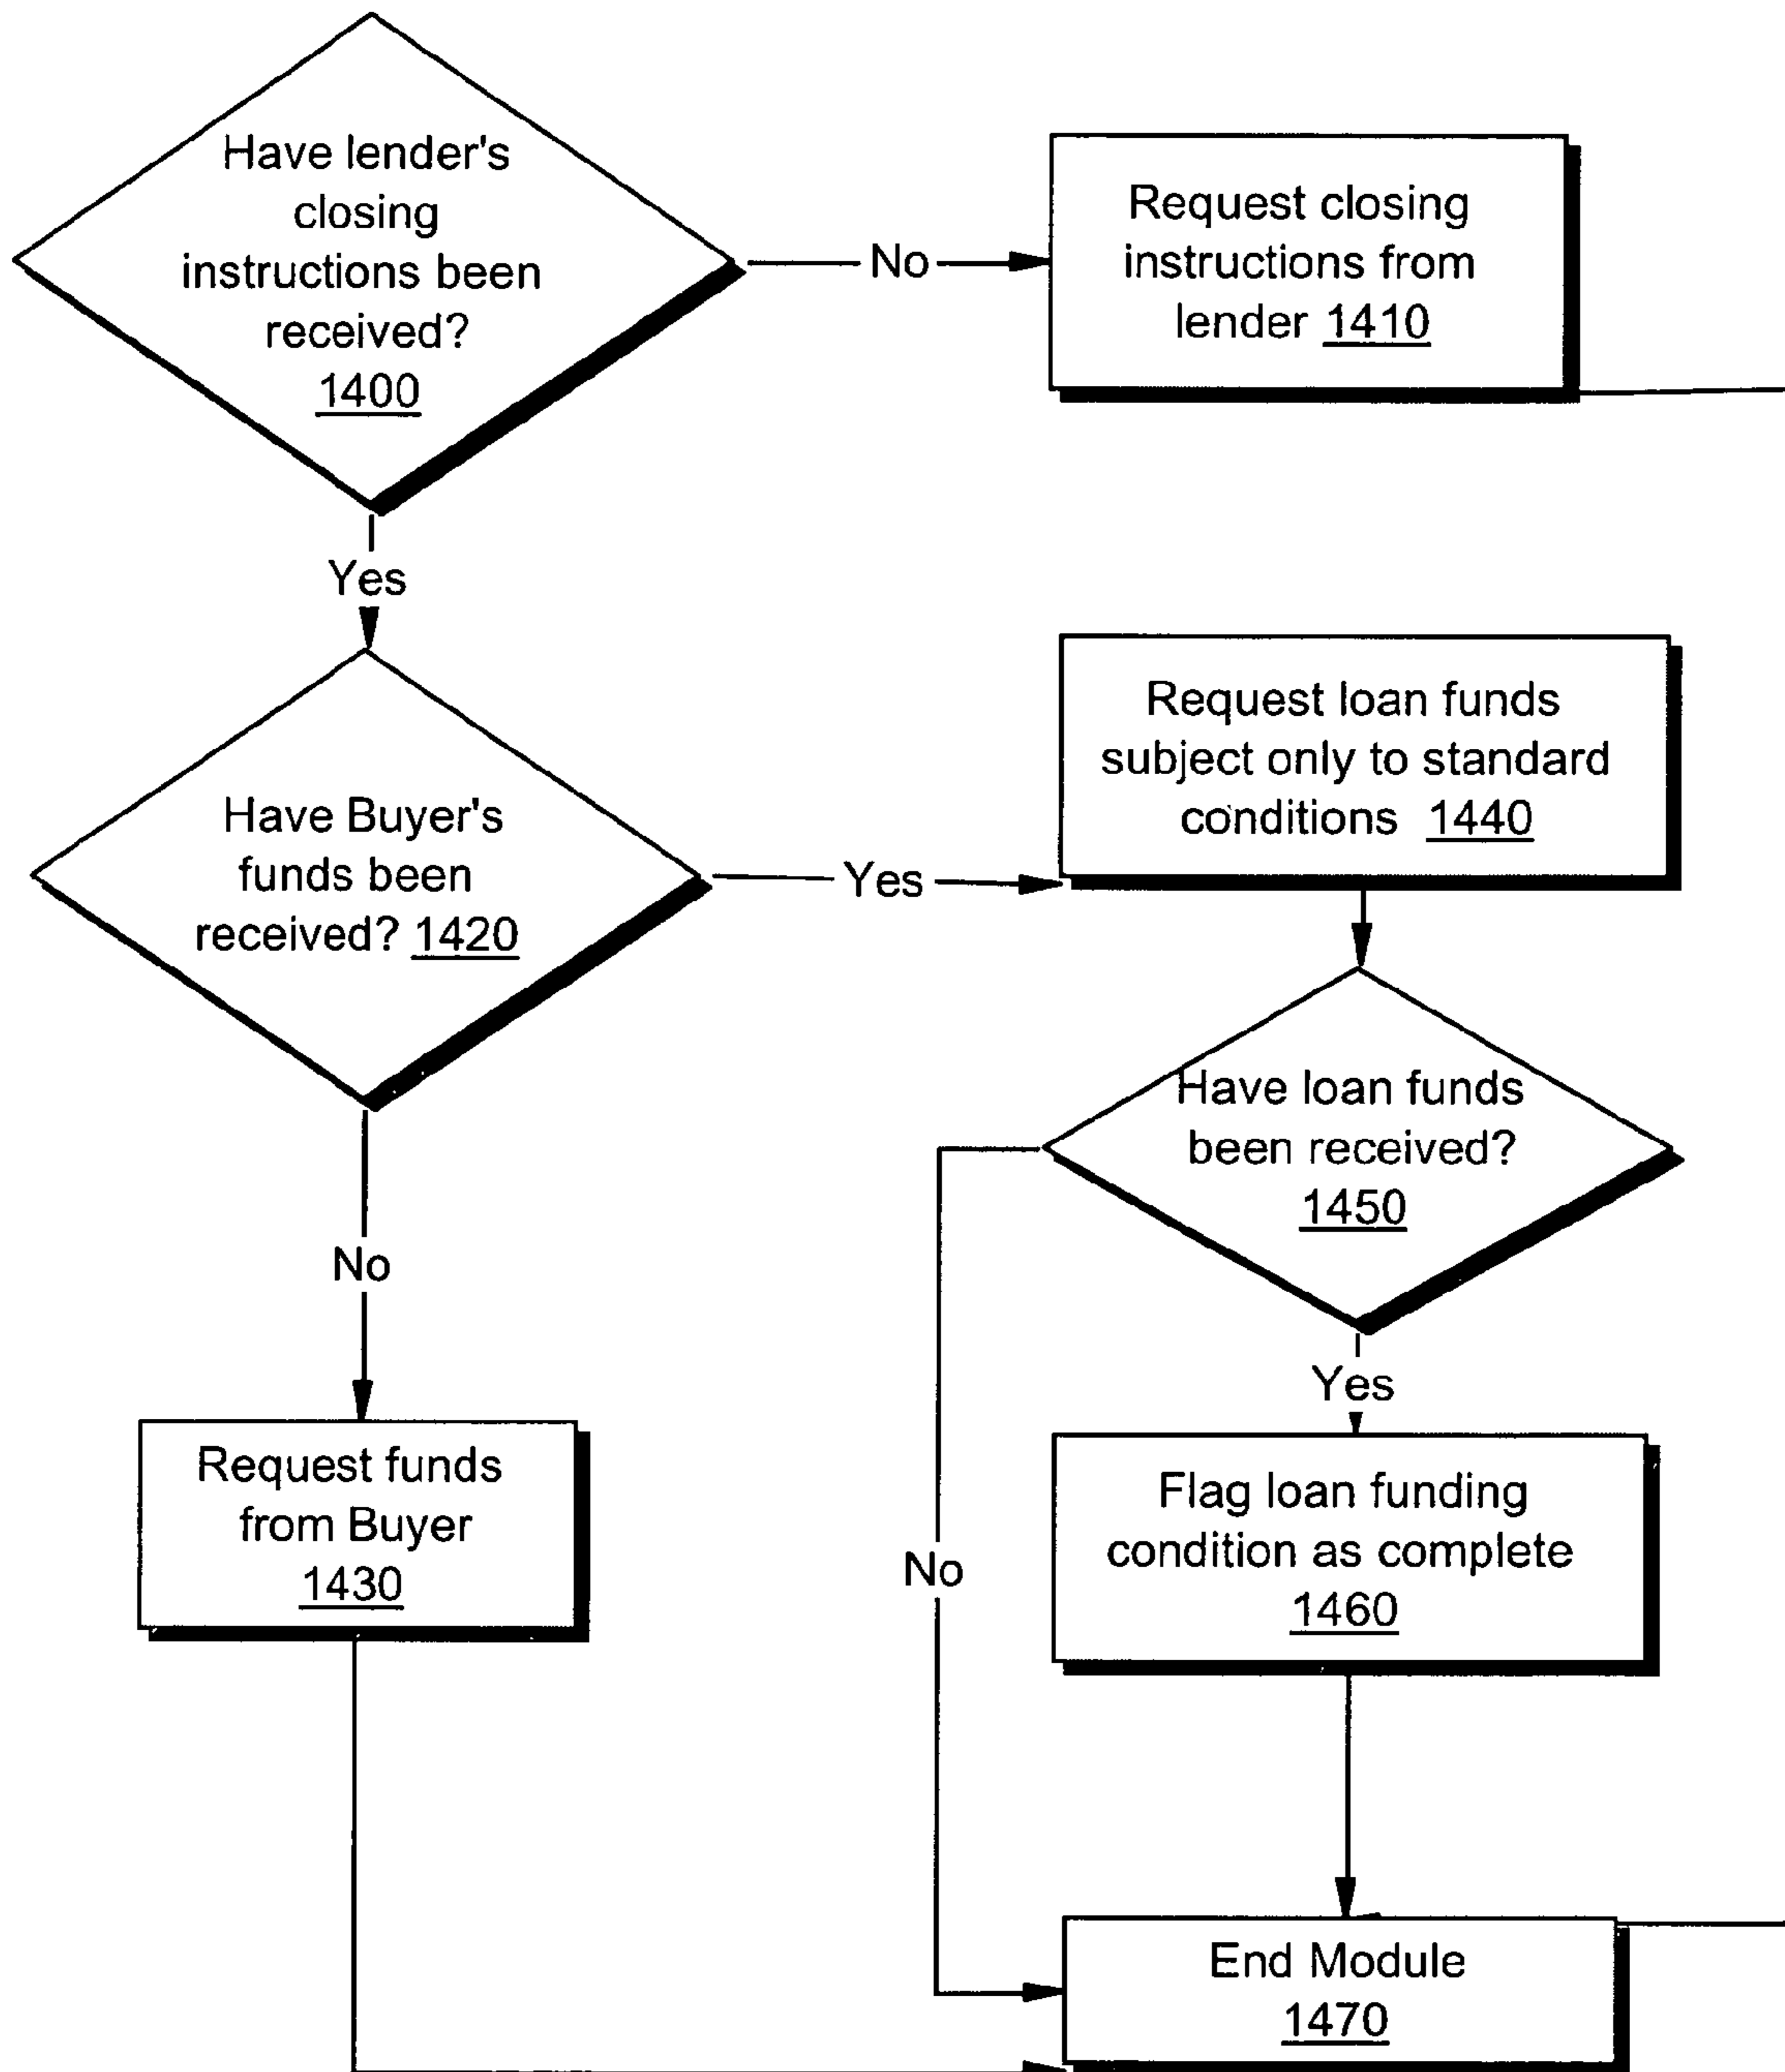 Have lender's
closing
instructions been
received?
1400
No
Request closing
instructions from
lender 1410
Yes
Have Buyer's
funds been
received? 1420
Yes
Request loan funds
subject only to standard
conditions 1440
Have loan funds
been received?
1450
No
Yes
Request funds
from Buyer
1430
No
Flag loan funding
condition as complete
1460
End Module
1470